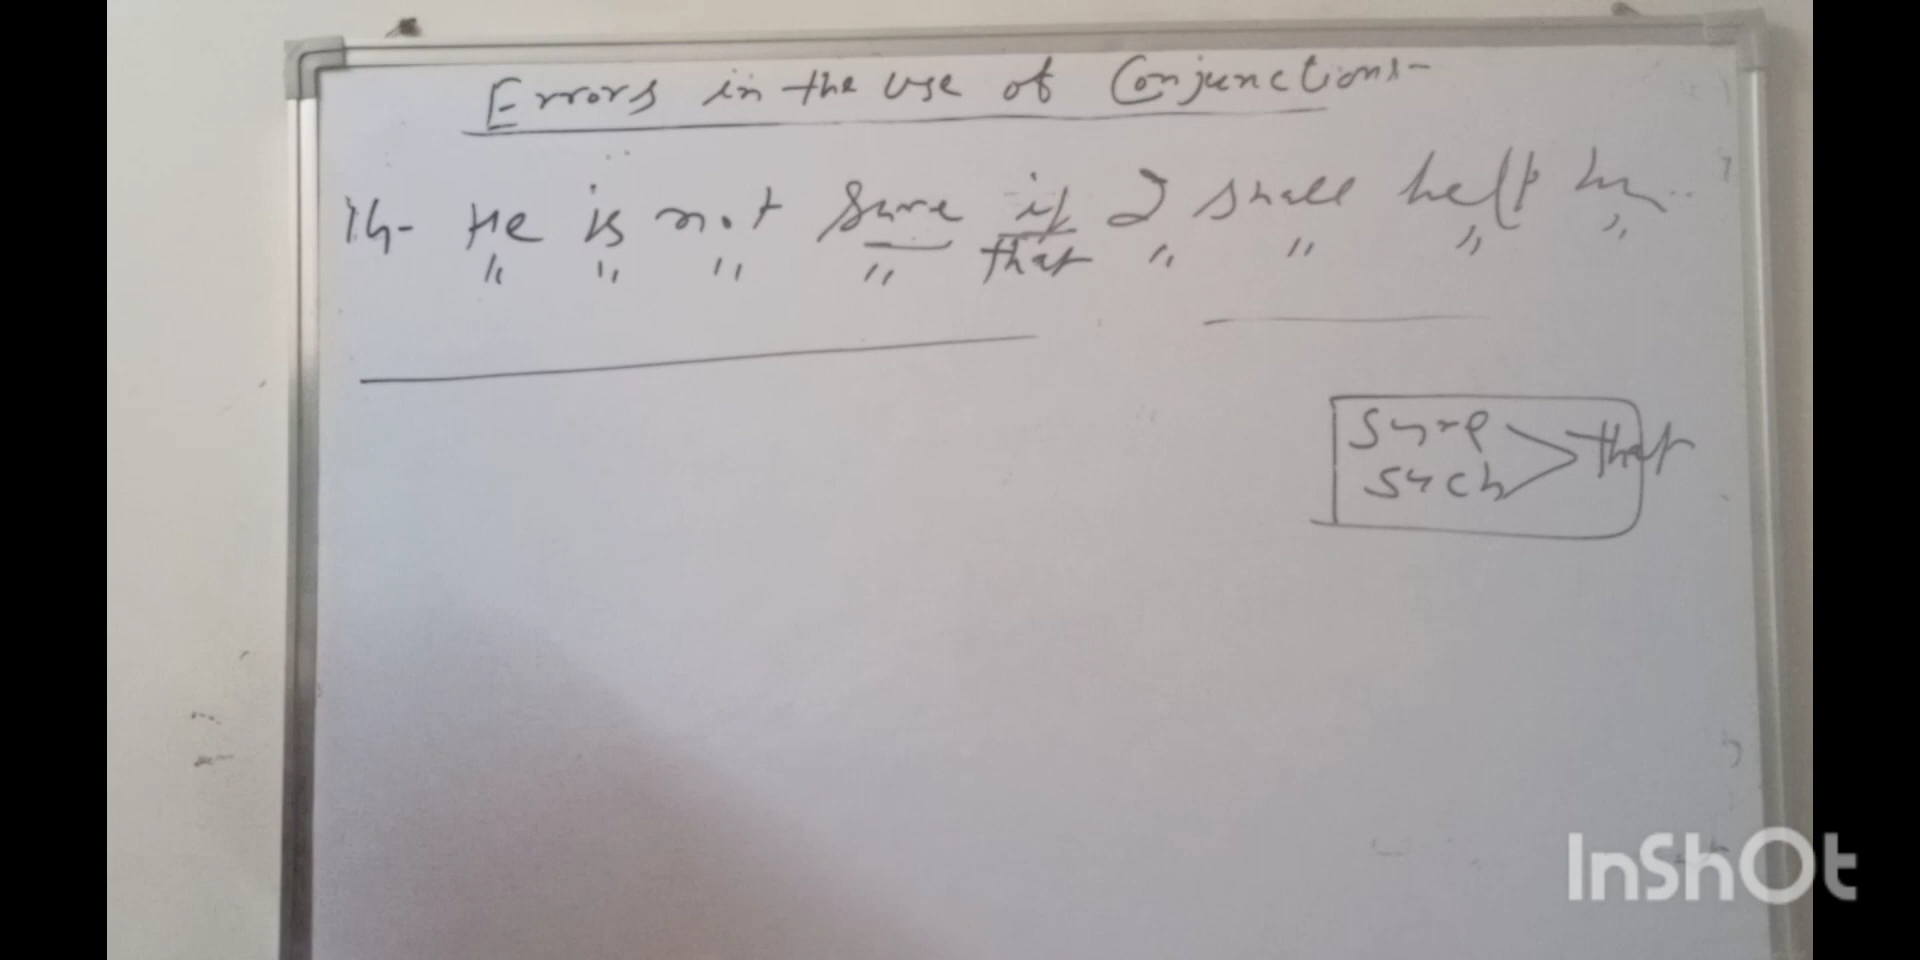 Errors in the use of Conjunctions-
14- He is not sure if I shall help him..
" " " " that " " " "
Sure
such > that
InShOt